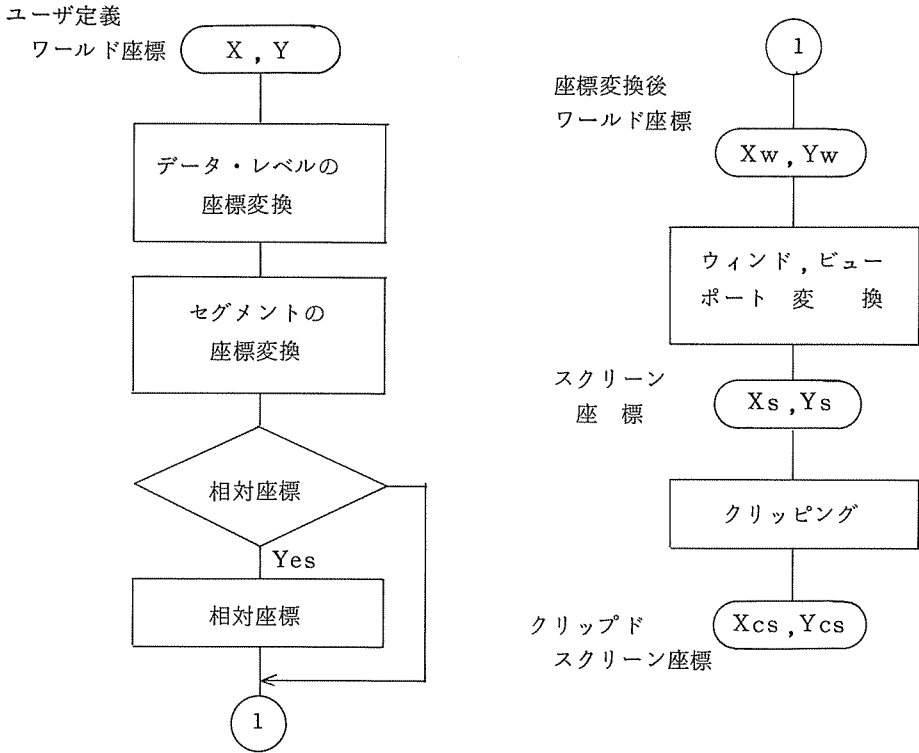 ユーザ定義
ワールド座標
X , Y
データ・レベルの
座標変換
セグメントの
座標変換
相対座標
Yes
相対座標
1
1
座標変換後
ワールド座標
Xw , Yw
ウィンド , ビュー
ポート 変 換
スクリーン
座 標
Xs , Ys
クリッピング
クリップド
スクリーン座標
Xcs , Ycs